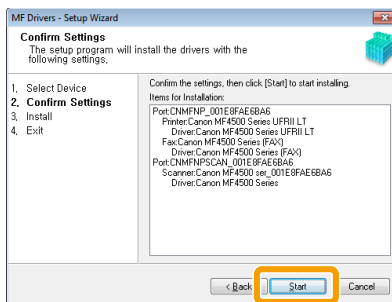 MF Drivers - Setup Wizard
Confirm Settings
The setup program will install the drivers with the
following settings.
1. Select Device
2. Confirm Settings
3. Install
4. Exit
Confirm the settings, then click [Start] to start installing.
Items for Installation:
Port:CNMFNP_001E8FAE6BA6
Printer:Canon MF4500 Series UFRII LT
Driver:Canon MF4500 Series UFRII LT
Fax:Canon MF4500 Series (FAX)
Driver:Canon MF4500 Series (FAX)
Port:CNMFNPSCAN_001E8FAE6BA6
Scanner:Canon MF4500 ser_001E8FAE6BA6
Driver:Canon MF4500 Series
< Back
Start
Cancel